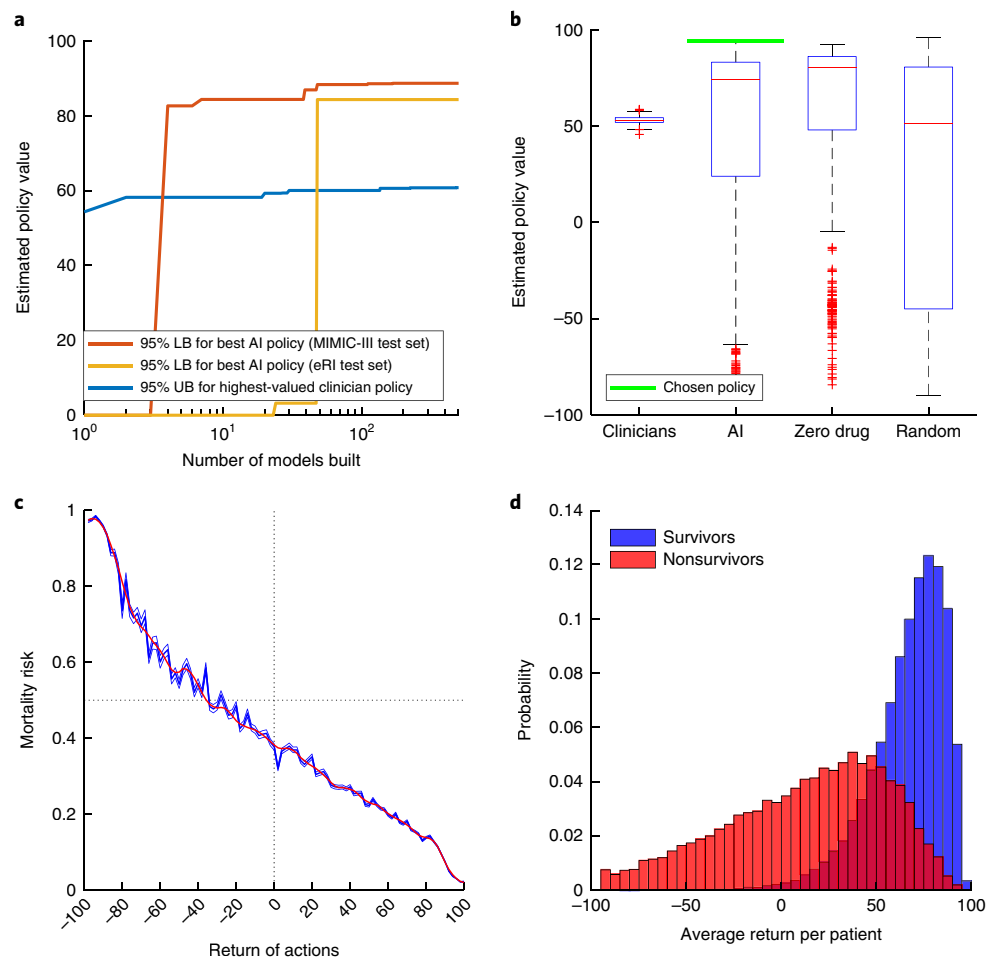 a
100
80
60
40
20
0
Estimated policy value
95% LB for best AI policy (MIMIC-III test set)
95% LB for best AI policy (eRI test set)
95% UB for highest-valued clinician policy
10⁰
10¹
10²
Number of models built
b
100
50
0
−50
−100
Estimated policy value
Chosen policy
Clinicians
AI
Zero drug
Random
c
1
0.8
0.6
0.4
0.2
0
Mortality risk
−100
−80
−60
−40
−20
0
20
40
60
80
100
Return of actions
d
0.14
0.12
0.1
0.08
0.06
0.04
0.02
0
Probability
Survivors
Nonsurvivors
−100
−50
0
50
100
Average return per patient